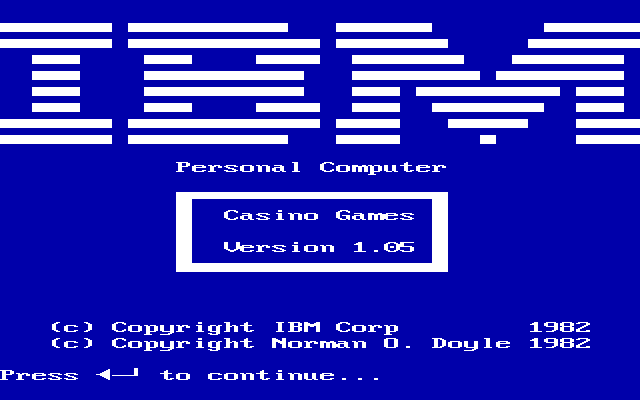 IBM
Personal Computer
Casino Games
Version 1.05
(c) Copyright IBM Corp 1982
(c) Copyright Norman O. Doyle 1982
Press ◄─┘ to continue...